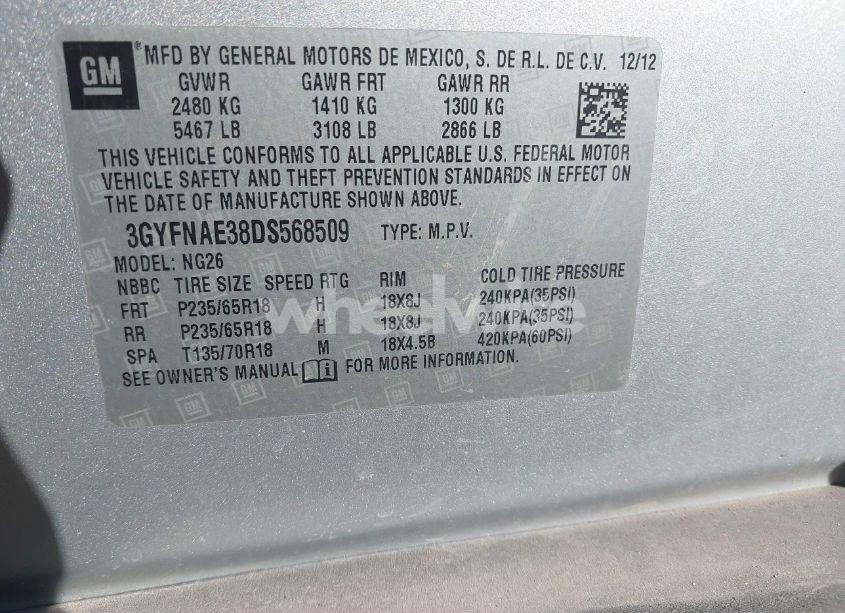 GM ® MFD BY GENERAL MOTORS DE MEXICO, S. DE R.L. DE C.V. 12/12
GVWR GAWR FRT GAWR RR
2480 KG 1410 KG 1300 KG
5467 LB 3108 LB 2866 LB
THIS VEHICLE CONFORMS TO ALL APPLICABLE U.S. FEDERAL MOTOR
VEHICLE SAFETY AND THEFT PREVENTION STANDARDS IN EFFECT ON
THE DATE OF MANUFACTURE SHOWN ABOVE.
3GYFNAE38DS568509 TYPE: M.P.V.
MODEL: NG26
NBBC TIRE SIZE SPEED RTG RIM COLD TIRE PRESSURE
FRT P235/65R18 H 18X8J 240KPA(35PSI)
RR P235/65R18 H 18X8J 240KPA(35PSI)
SPA T135/70R18 M 18X4.5B 420KPA(60PSI)
SEE OWNER'S MANUAL i FOR MORE INFORMATION.